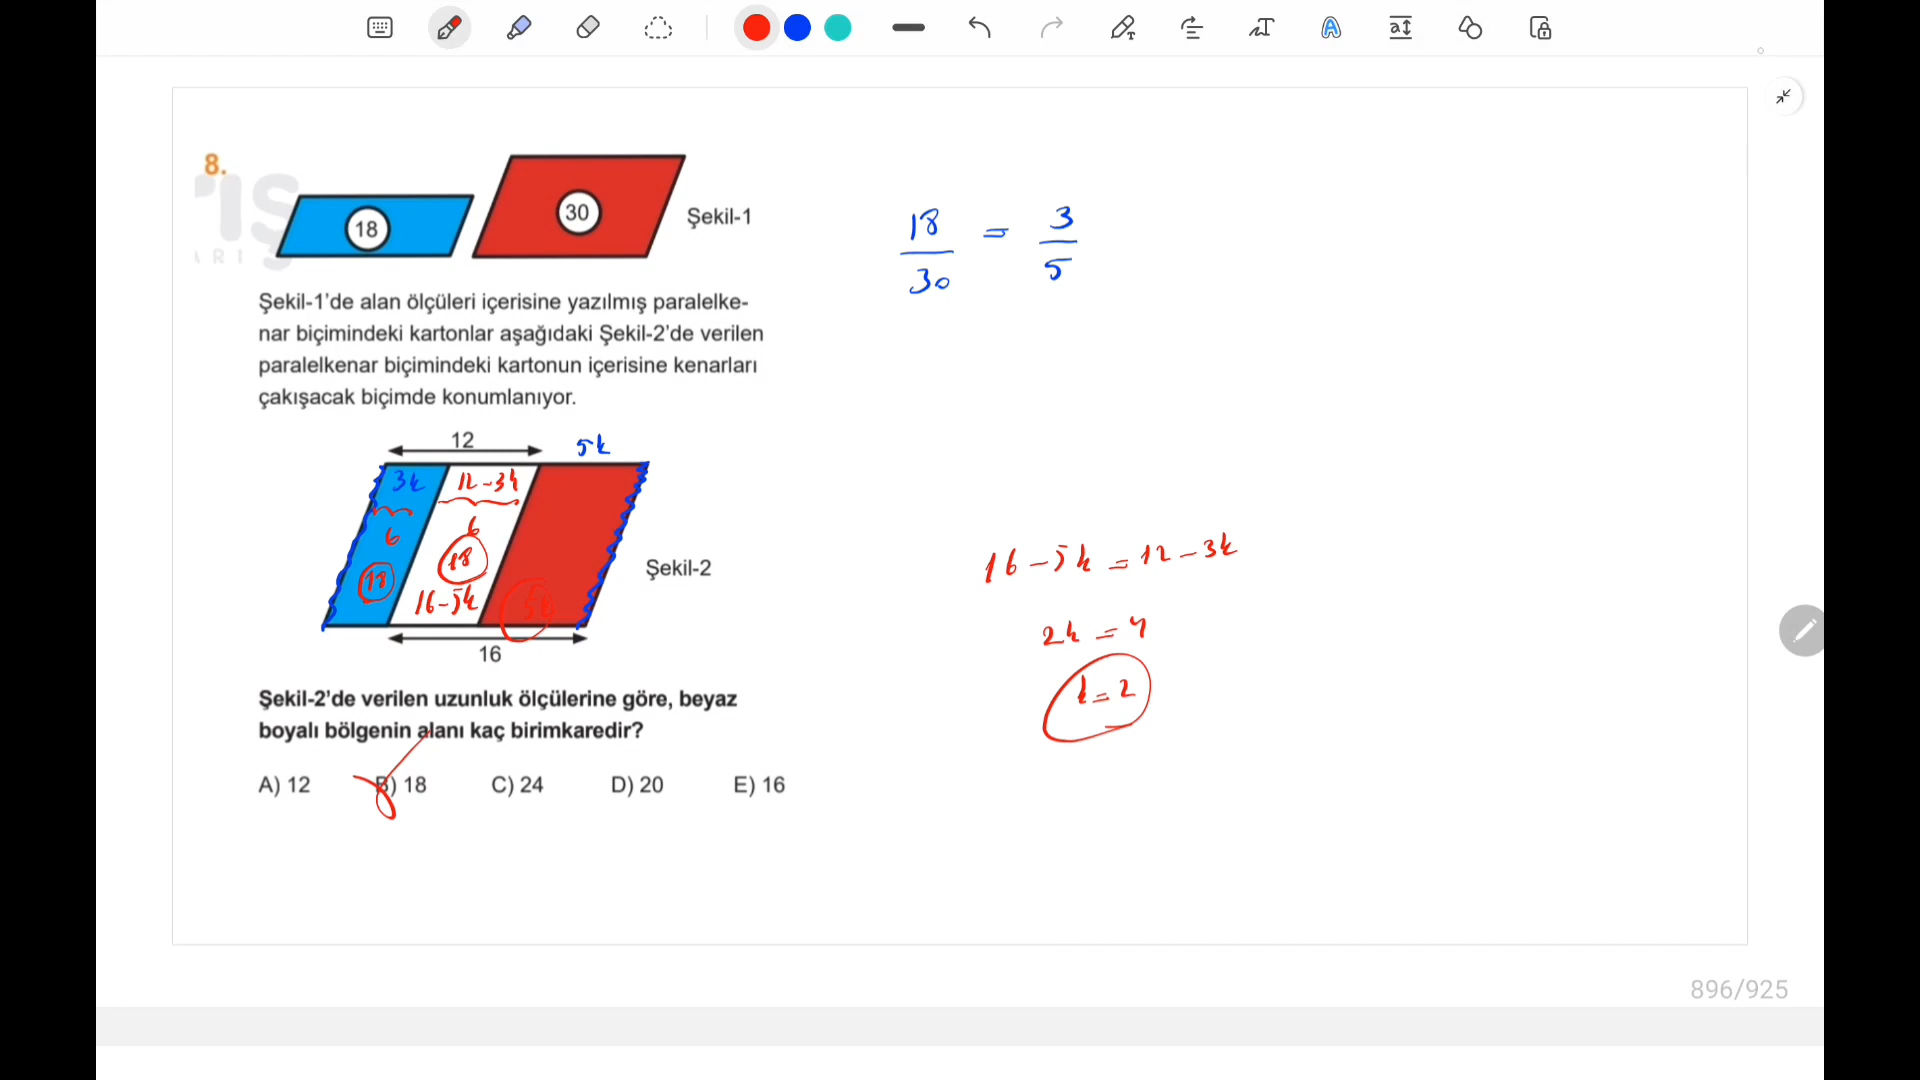 8.
18
30
Şekil-1
18/30 = 3/5
Şekil-1'de alan ölçüleri içerisine yazılmış paralelke-
nar biçimindeki kartonlar aşağıdaki Şekil-2'de verilen
paralelkenar biçimindeki kartonun içerisine kenarları
çakışacak biçimde konumlanıyor.
12
5k
3k
12-3k
6
6
18
18
16-5k
5k
Şekil-2
16
16-5k=12-3k
2k=4
k=2
Şekil-2'de verilen uzunluk ölçülerine göre, beyaz
boyalı bölgenin alanı kaç birimkaredir?
A) 12 B) 18 C) 24 D) 20 E) 16
896/925